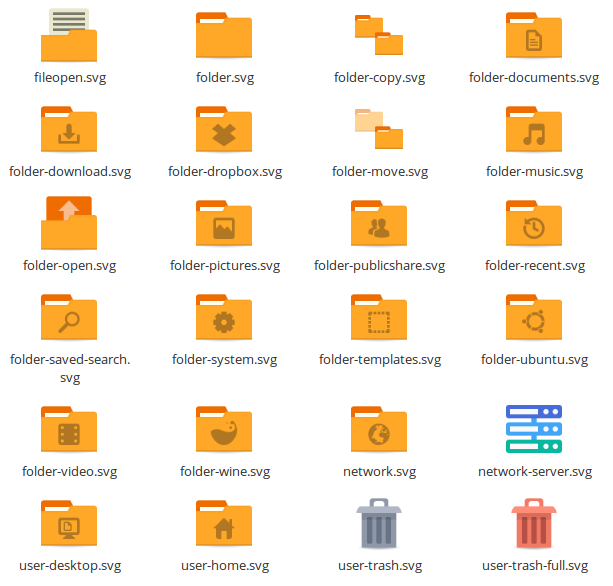 fileopen.svg
folder.svg
folder-copy.svg
folder-documents.svg
folder-download.svg
folder-dropbox.svg
folder-move.svg
folder-music.svg
folder-open.svg
folder-pictures.svg
folder-publicshare.svg
folder-recent.svg
folder-saved-search.
svg
folder-system.svg
folder-templates.svg
folder-ubuntu.svg
folder-video.svg
folder-wine.svg
network.svg
network-server.svg
user-desktop.svg
user-home.svg
user-trash.svg
user-trash-full.svg